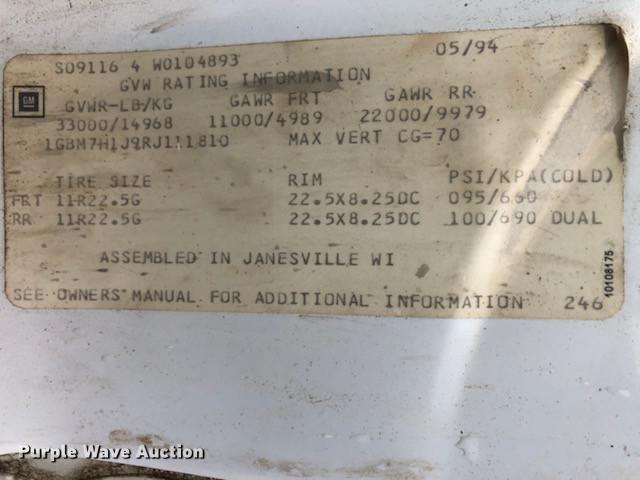 05/94
S09116 4 W0104893
GVW RATING INFORMATION
GM
GVWR-LB/KG GAWR FRT GAWR RR
33000/14968 11000/4989 22000/9979
1GBM7H1J9RJ111810 MAX VERT CG=70
TIRE SIZE RIM PSI/KPA(COLD)
FRT 11R22.5G 22.5X8.25DC 095/660
RR 11R22.5G 22.5X8.25DC 100/690 DUAL
ASSEMBLED IN JANESVILLE WI
SEE OWNERS MANUAL FOR ADDITIONAL INFORMATION 246
10108175
Purple Wave Auction